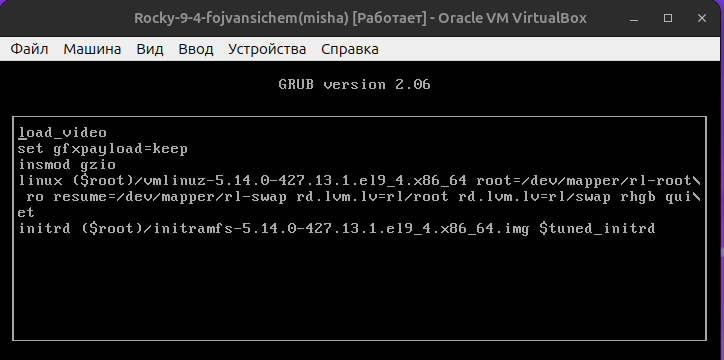 Rocky-9-4-fojvansichem(misha) [Работает] - Oracle VM VirtualBox
Файл Машина Вид Ввод Устройства Справка
GRUB version 2.06
load_video
set gfxpayload=keep
insmod gzio
linux ($root)/vmlinuz-5.14.0-427.13.1.el9_4.x86_64 root=/dev/mapper/rl-root\
ro resume=/dev/mapper/rl-swap rd.lvm.lv=rl/root rd.lvm.lv=rl/swap rhgb qui\
et
initrd ($root)/initramfs-5.14.0-427.13.1.el9_4.x86_64.img $tuned_initrd